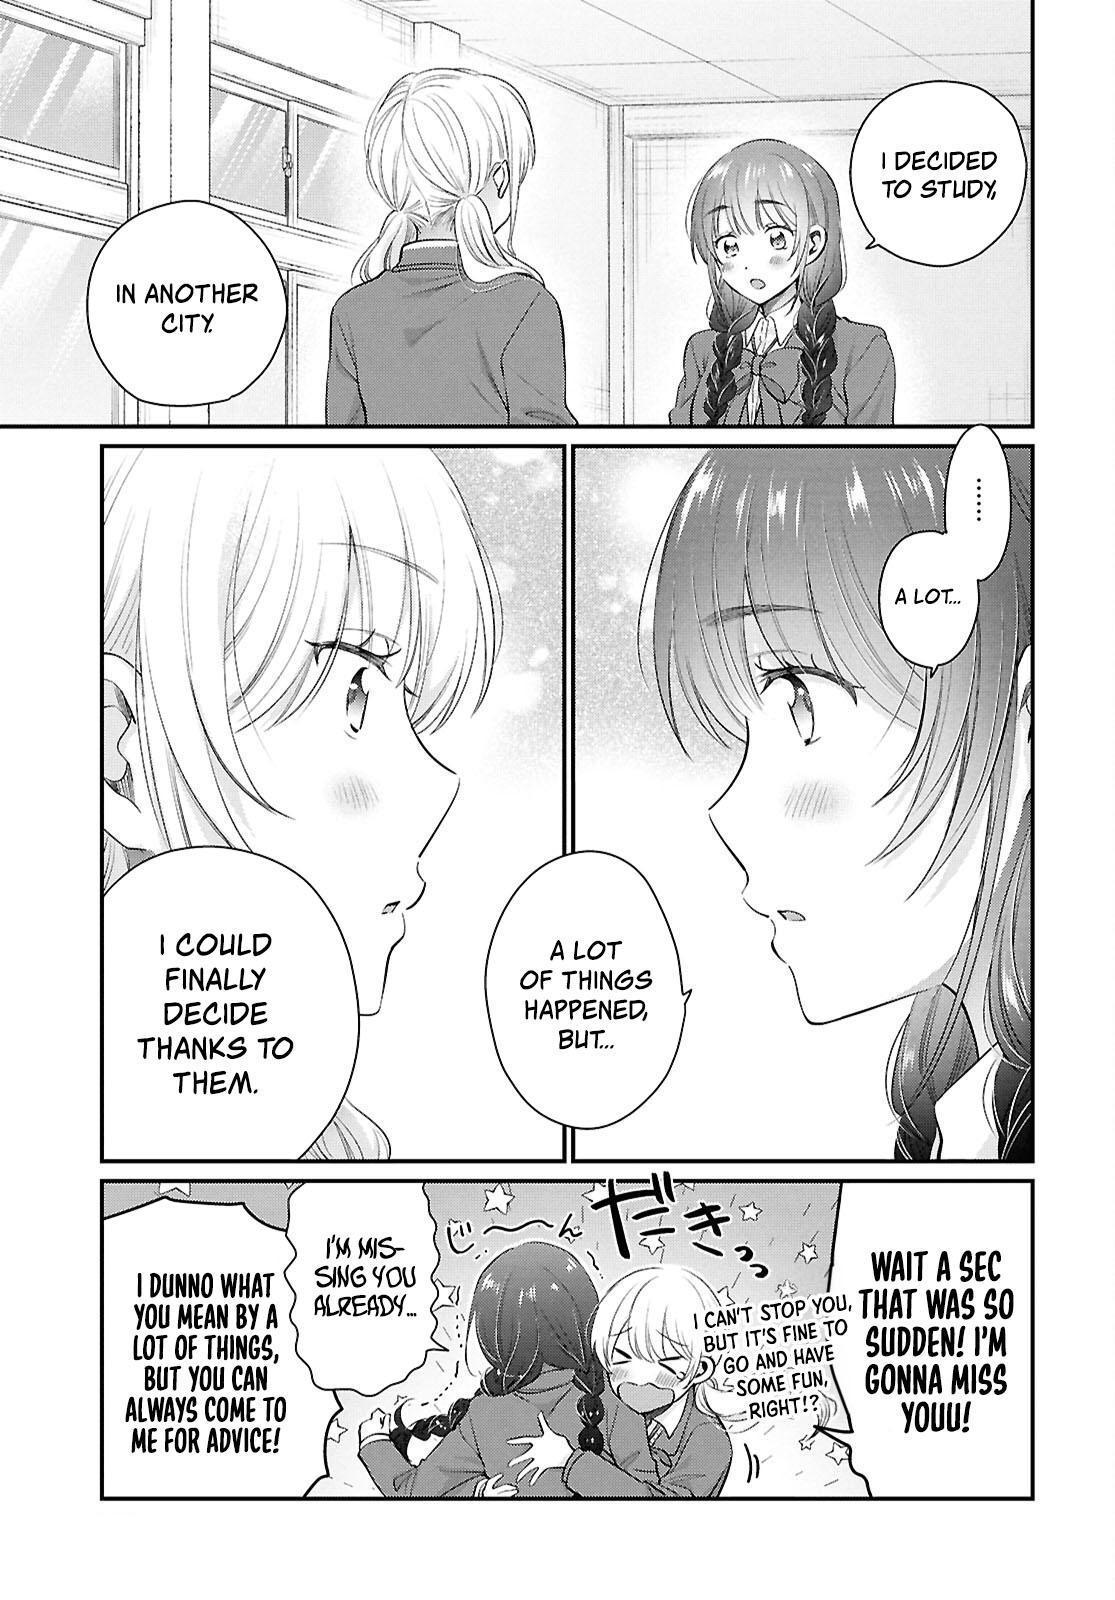 I DECIDED
TO STUDY,
IN ANOTHER
CITY.
........
A LOT...
A LOT
OF THINGS
HAPPENED,
BUT...
I COULD
FINALLY
DECIDE
THANKS TO
THEM.
WAIT A SEC
THAT WAS SO
SUDDEN! I'M
GONNA MISS
YOUU!
だきっっ
I CAN'T STOP YOU,
BUT IT'S FINE TO
GO AND HAVE
SOME FUN,
RIGHT!?
じ〜〜ん
I'M MIS-
SING YOU
ALREADY...
I DUNNO WHAT
YOU MEAN BY A
LOT OF THINGS,
BUT YOU CAN
ALWAYS COME TO
ME FOR ADVICE!